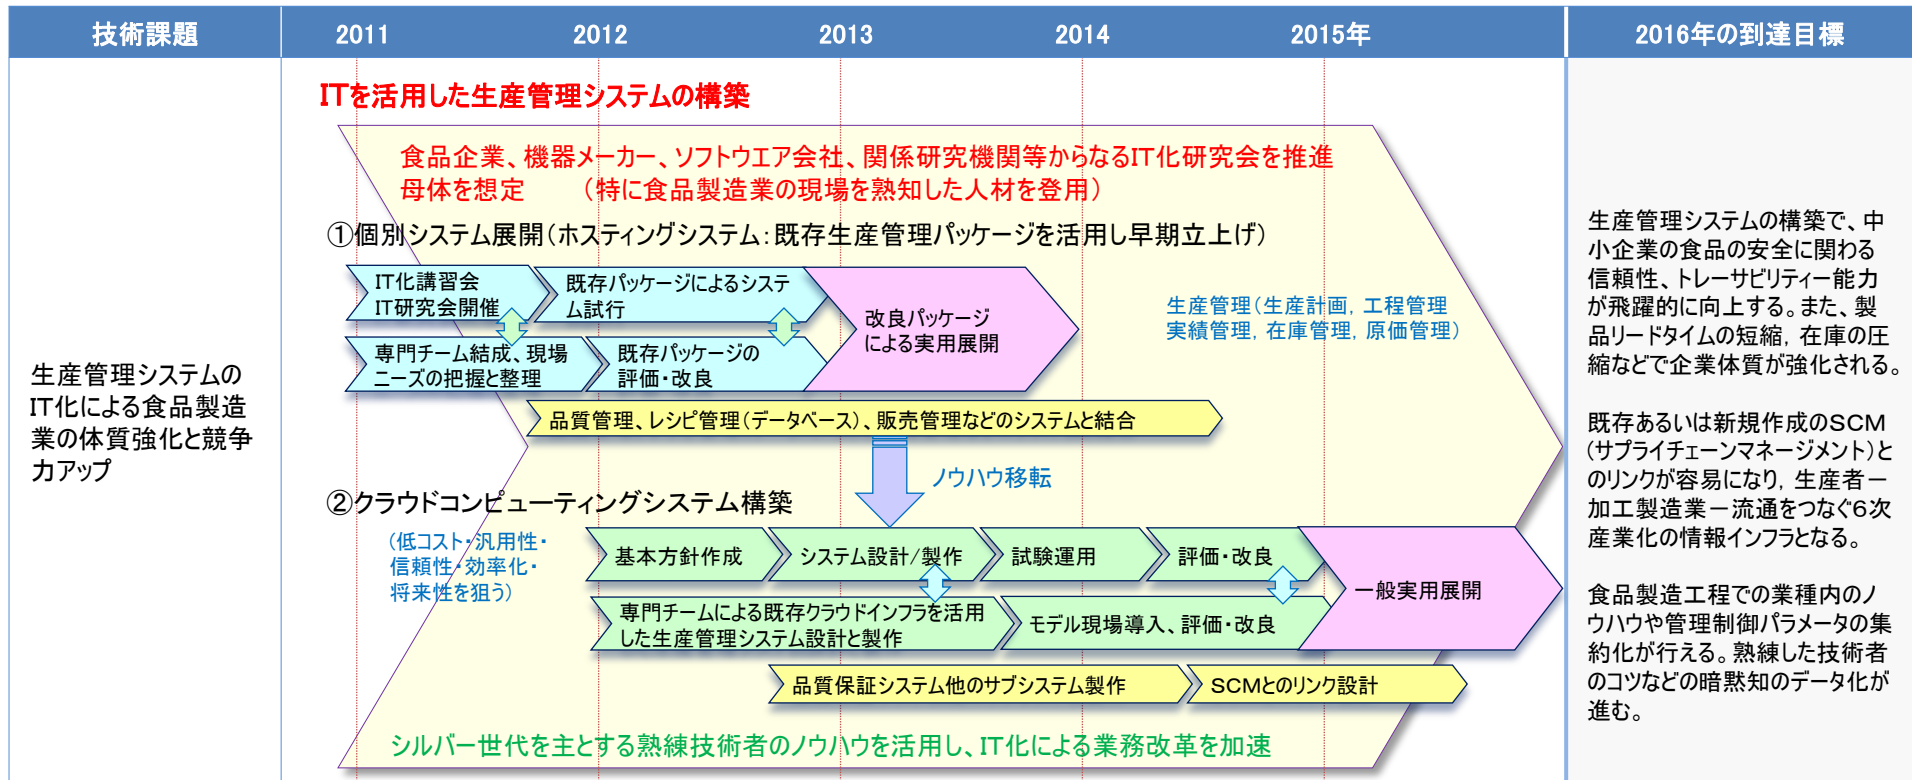 技術課題
2011
2012
2013
2014
2015年
2016年の到達目標
生産管理システムの
IT化による食品製造
業の体質強化と競争
力アップ
ITを活用した生産管理システムの構築
食品企業、機器メーカー、ソフトウエア会社、関係研究機関等からなるIT化研究会を推進
母体を想定　　（特に食品製造業の現場を熟知した人材を登用）
①個別システム展開（ホスティングシステム：既存生産管理パッケージを活用し早期立上げ）
IT化講習会
IT研究会開催
既存パッケージによるシステ
ム試行
専門チーム結成、現場
ニーズの把握と整理
既存パッケージの
評価・改良
改良パッケージ
による実用展開
生産管理（生産計画，工程管理
実績管理，在庫管理，原価管理）
品質管理、レシピ管理（データベース）、販売管理などのシステムと結合
ノウハウ移転
②クラウドコンピューティングシステム構築
（低コスト・汎用性・
信頼性・効率化・
将来性を狙う）
基本方針作成
システム設計/製作
試験運用
評価・改良
専門チームによる既存クラウドインフラを活用
した生産管理システム設計と製作
モデル現場導入、評価・改良
一般実用展開
品質保証システム他のサブシステム製作
SCMとのリンク設計
シルバー世代を主とする熟練技術者のノウハウを活用し、IT化による業務改革を加速
生産管理システムの構築で、中
小企業の食品の安全に関わる
信頼性、トレーサビリティー能力
が飛躍的に向上する。また、製
品リードタイムの短縮，在庫の圧
縮などで企業体質が強化される。
既存あるいは新規作成のSCM
（サプライチェーンマネージメント）と
のリンクが容易になり，生産者－
加工製造業－流通をつなぐ6次
産業化の情報インフラとなる。
食品製造工程での業種内のノ
ウハウや管理制御パラメータの集
約化が行える。熟練した技術者
のコツなどの暗黙知のデータ化が
進む。